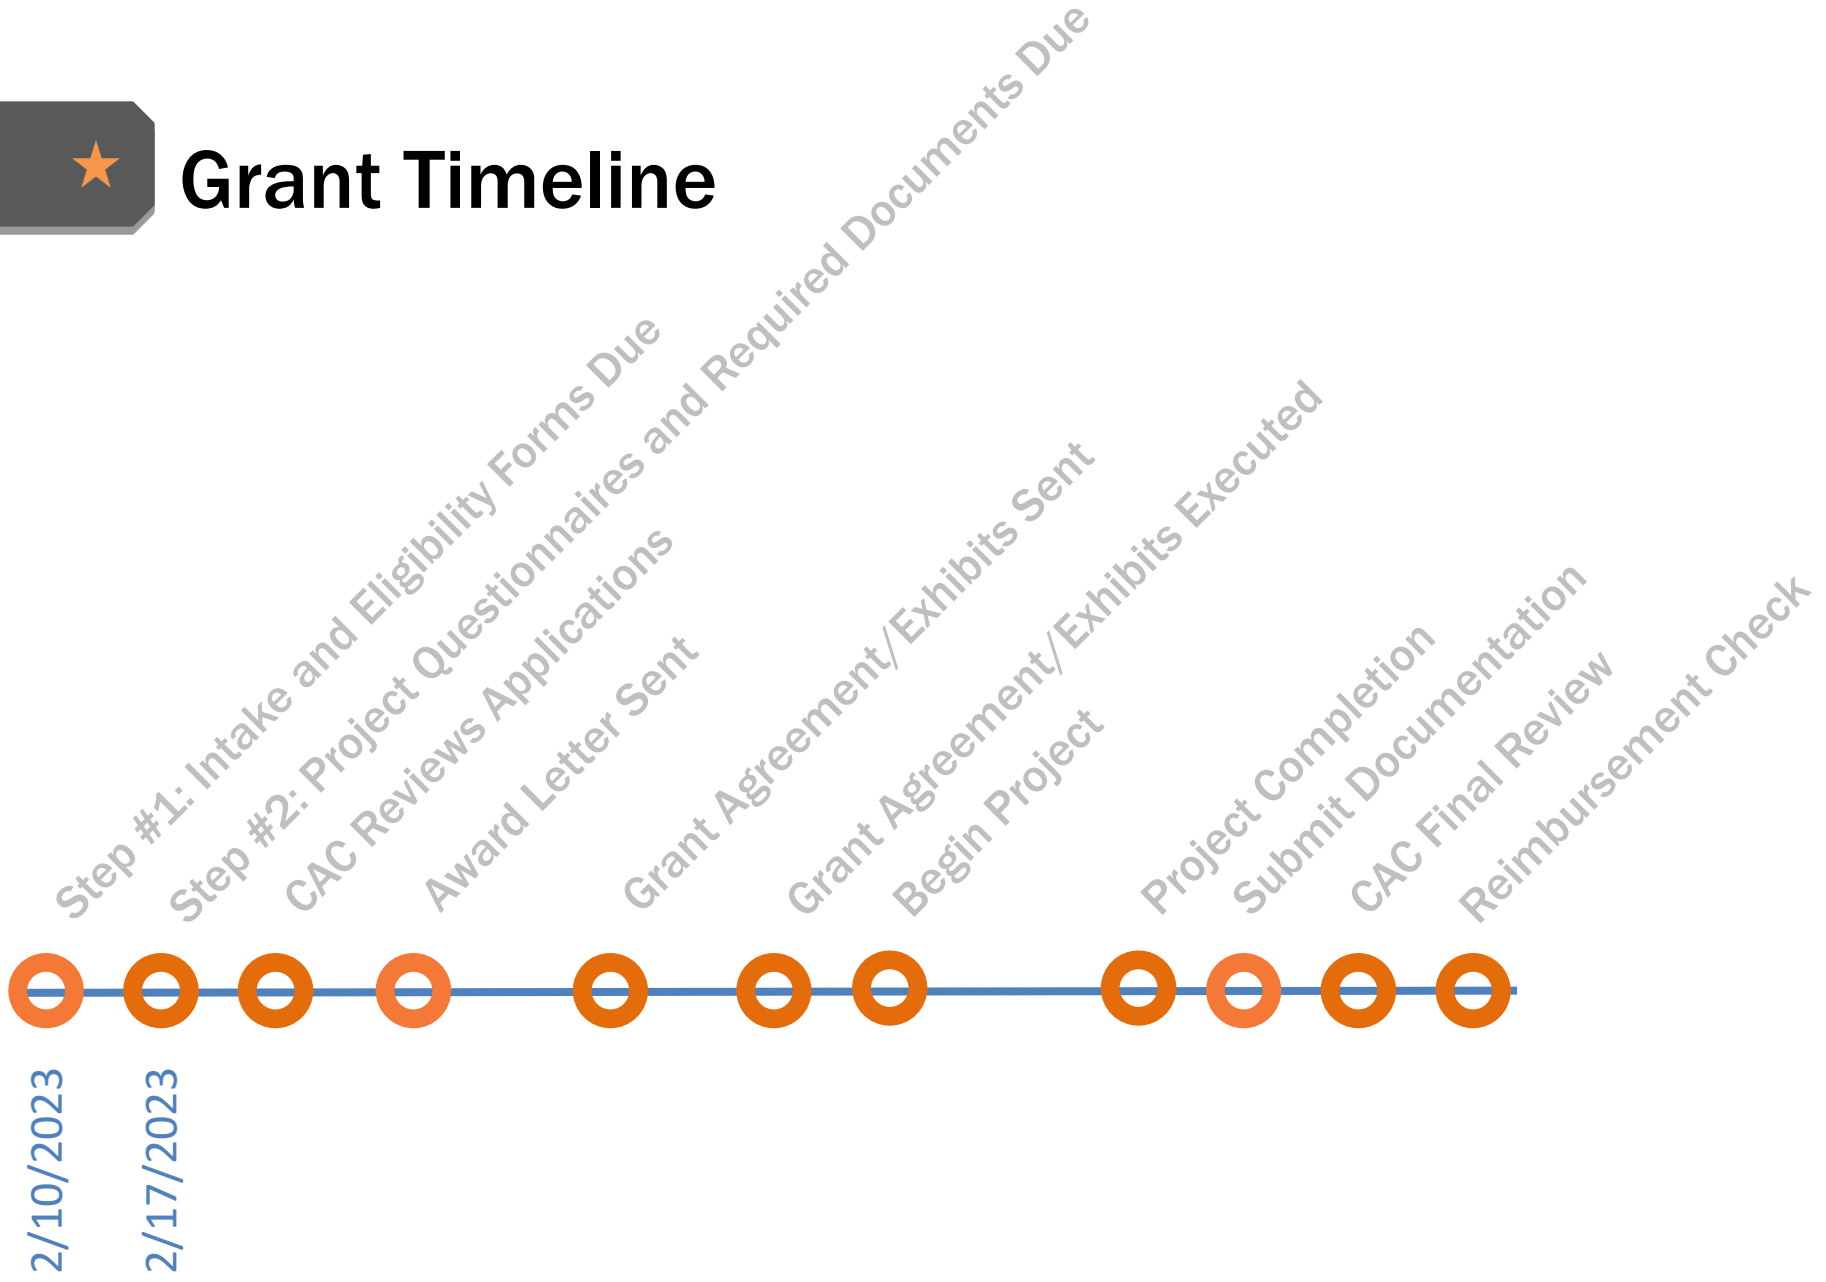 Grant Timeline
Step #1: Intake and Eligibility Forms Due
Step #2: Project Questionnaires and Required Documents Due
CAC Reviews Applications
Award Letter Sent
Grant Agreement/Exhibits Sent
Grant Agreement/Exhibits Executed
Begin Project
Project Completion
Submit Documentation
CAC Final Review
Reimbursement Check
2/10/2023
2/17/2023